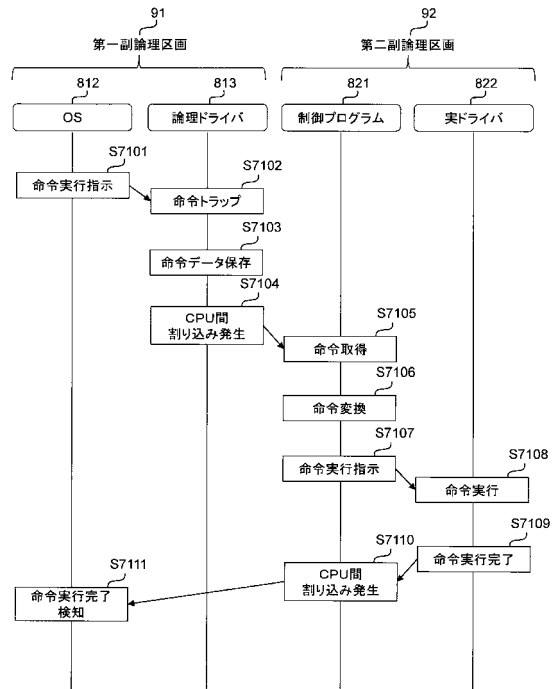 91
第一副論理区画
92
第二副論理区画
812
OS
813
論理ドライバ
821
制御プログラム
822
実ドライバ
S7101
命令実行指示
S7102
命令トラップ
S7103
命令データ保存
S7104
CPU間
割り込み発生
S7105
命令取得
S7106
命令変換
S7107
命令実行指示
S7108
命令実行
S7109
命令実行完了
S7110
CPU間
割り込み発生
S7111
命令実行完了
検知